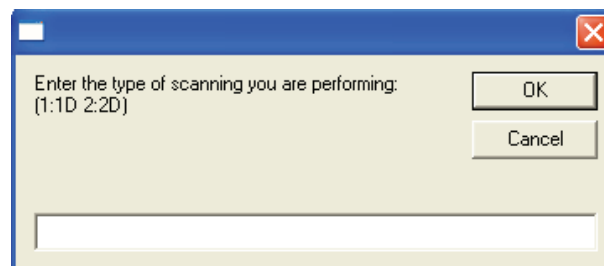 Enter the type of scanning you are performing:
(1:1D 2:2D)
OK
Cancel